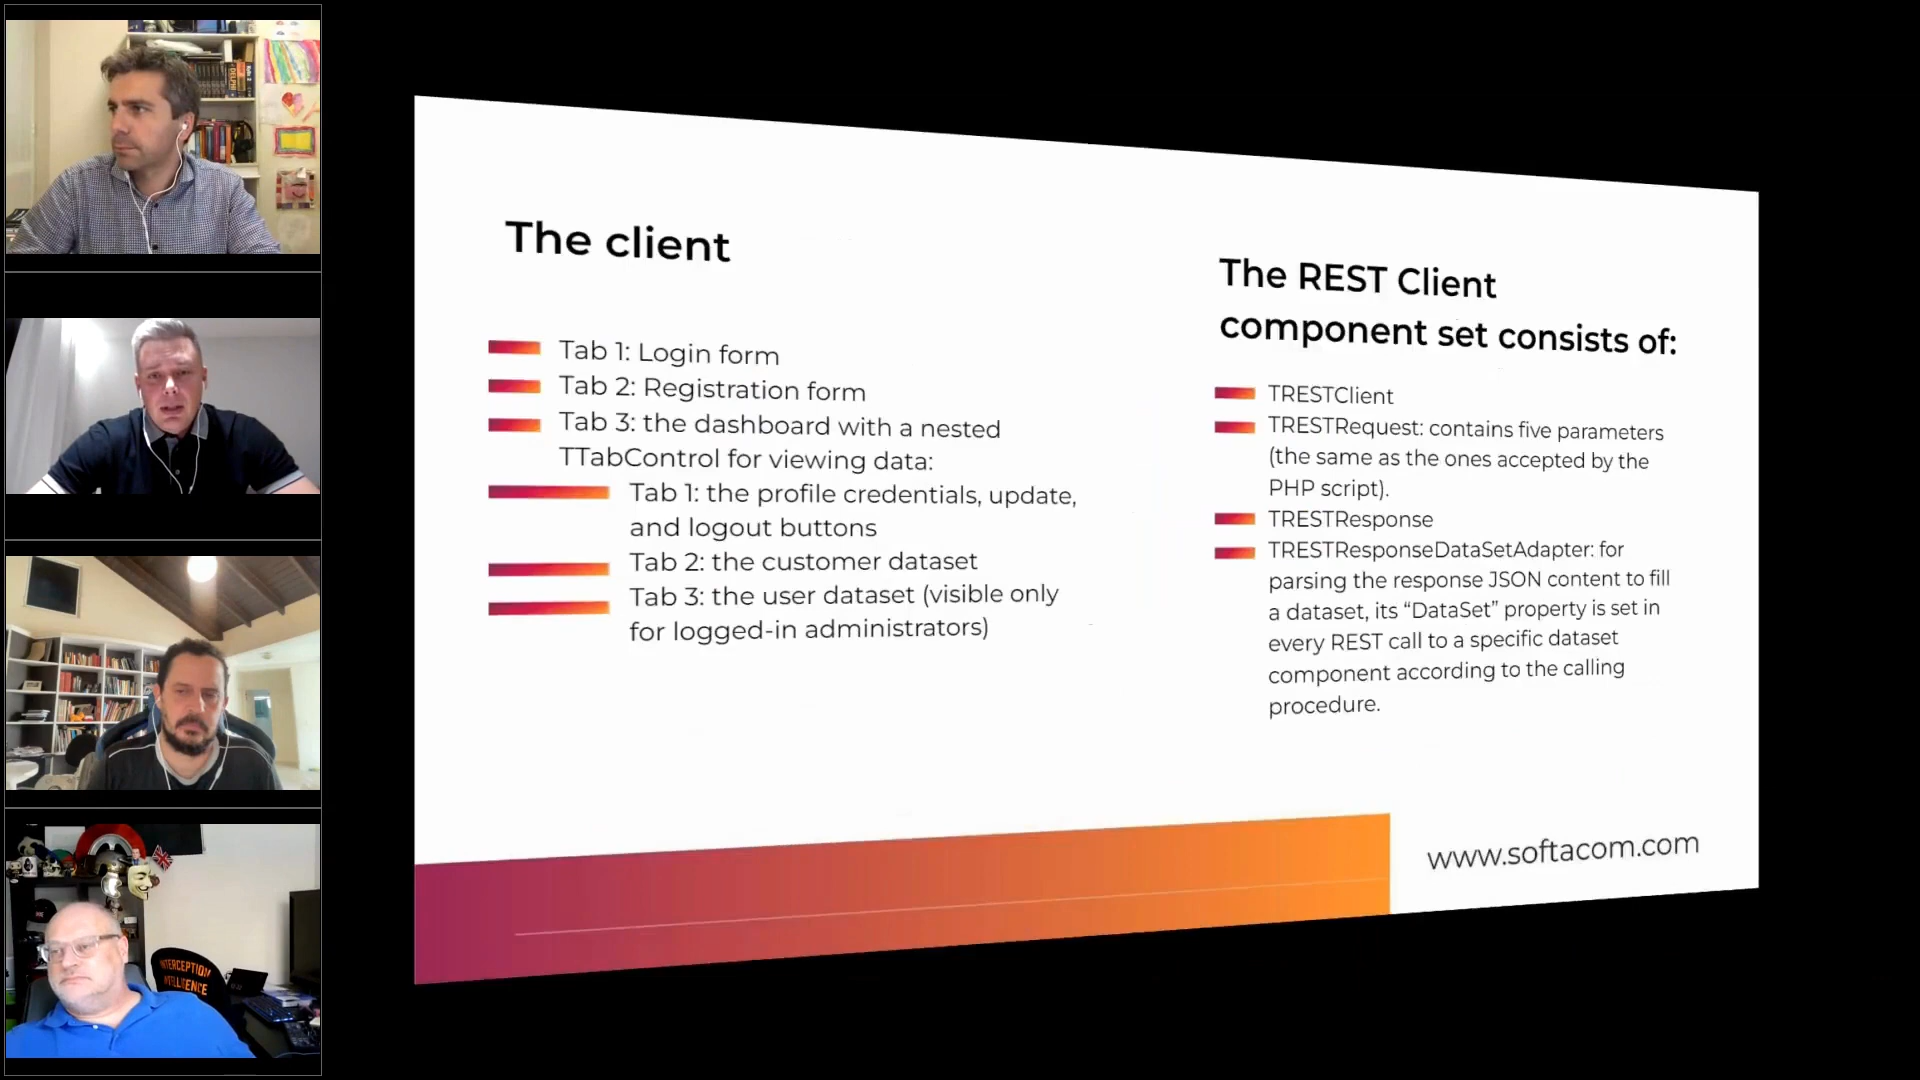 DELPHI
The client
Tab 1: Login form
Tab 2: Registration form
Tab 3: the dashboard with a nested
TTabControl for viewing data:
Tab 1: the profile credentials, update,
and logout buttons
Tab 2: the customer dataset
Tab 3: the user dataset (visible only
for logged-in administrators)
The REST Client
component set consists of:
TRESTClient
TRESTRequest: contains five parameters
(the same as the ones accepted by the
PHP script).
TRESTResponse
TRESTResponseDataSetAdapter: for
parsing the response JSON content to fill
a dataset, its “DataSet” property is set in
every REST call to a specific dataset
component according to the calling
procedure.
www.softacom.com
INTERCEPTION
INTELLIGENCE